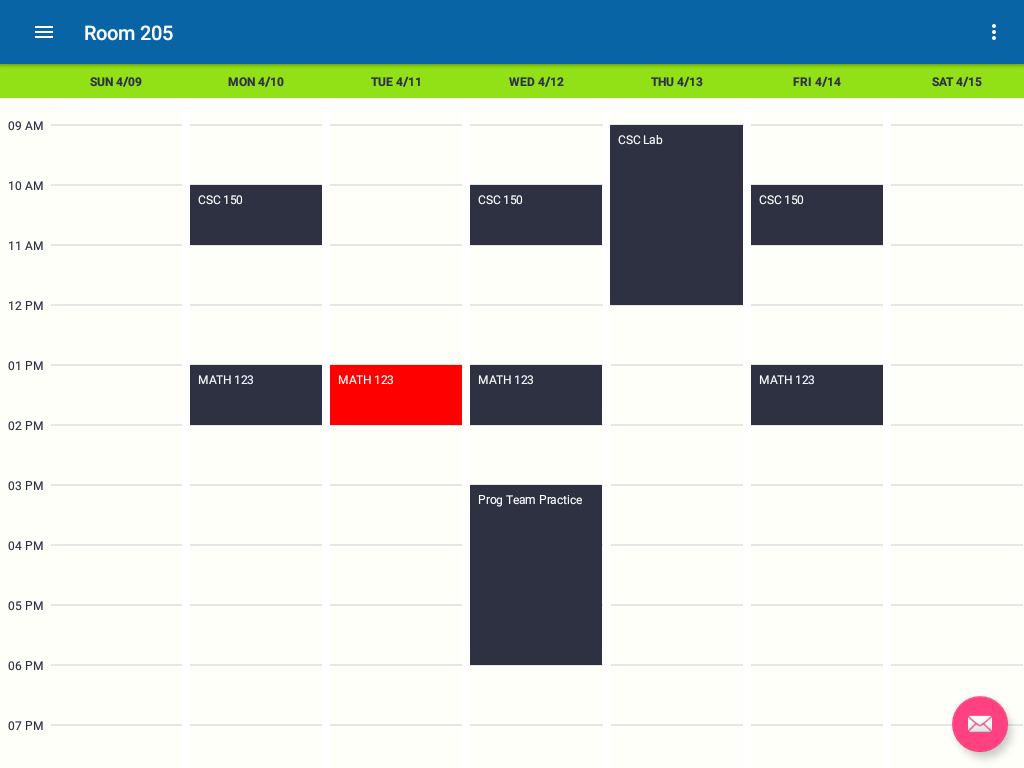 Room 205
SUN 4/09 MON 4/10 TUE 4/11 WED 4/12 THU 4/13 FRI 4/14 SAT 4/15
09 AM
CSC Lab
10 AM
CSC 150 CSC 150 CSC 150
11 AM
12 PM
01 PM
MATH 123 MATH 123 MATH 123 MATH 123
02 PM
03 PM
Prog Team Practice
04 PM
05 PM
06 PM
07 PM